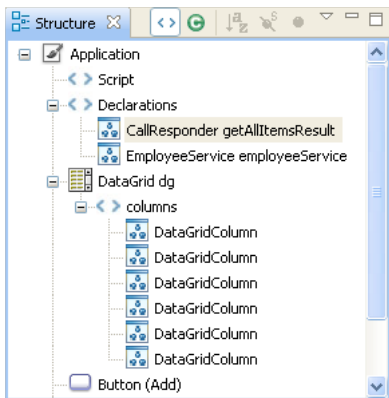 Structure
Application
Script
Declarations
CallResponder getAllItemsResult
EmployeeService employeeService
DataGrid dg
columns
DataGridColumn
DataGridColumn
DataGridColumn
DataGridColumn
DataGridColumn
DataGridColumn
Button (Add)